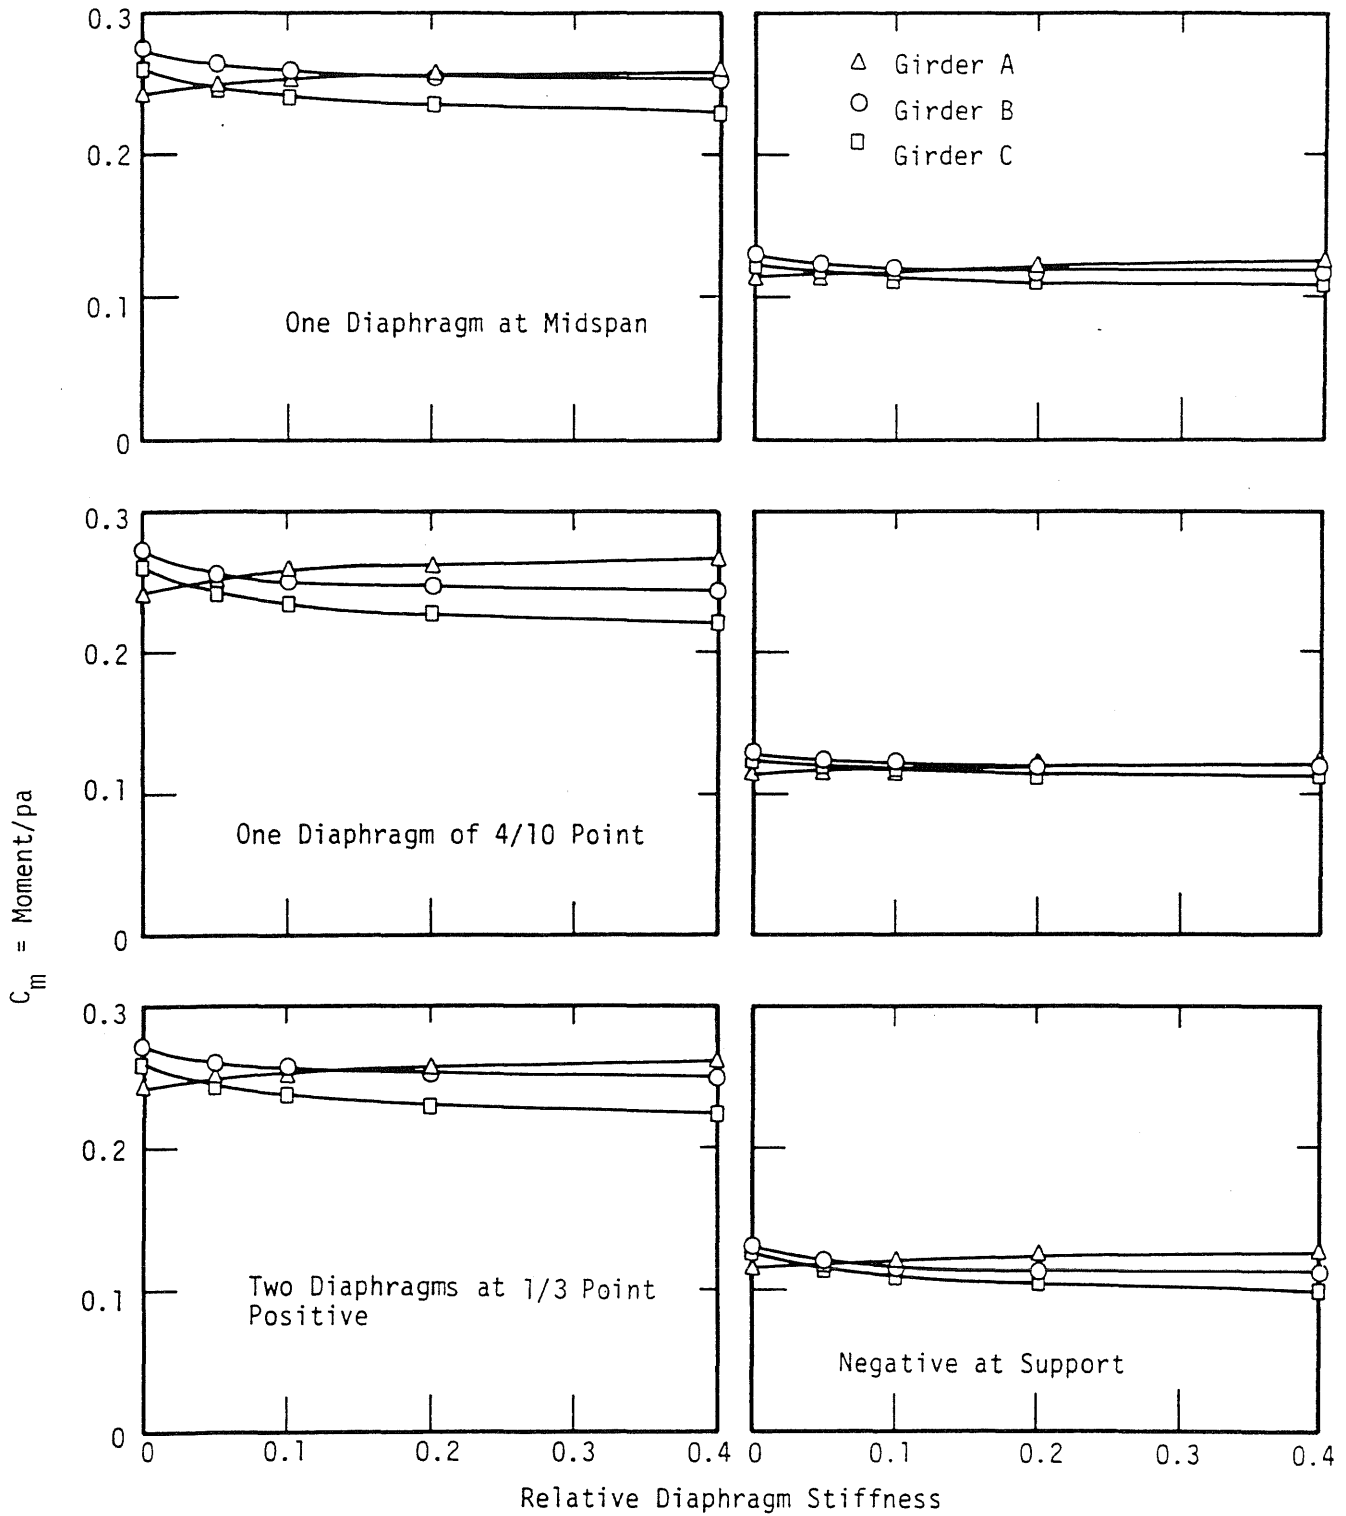 0.3
0.2
0.1
0
One Diaphragm at Midspan
Girder A
Girder B
Girder C
0.3
0.2
0.1
0
One Diaphragm of 4/10 Point
C_m = Moment/pa
0.3
0.2
0.1
0
Two Diaphragms at 1/3 Point
Positive
Negative at Support
0 0.1 0.2 0.3 0.4
0 0.1 0.2 0.3 0.4
Relative Diaphragm Stiffness